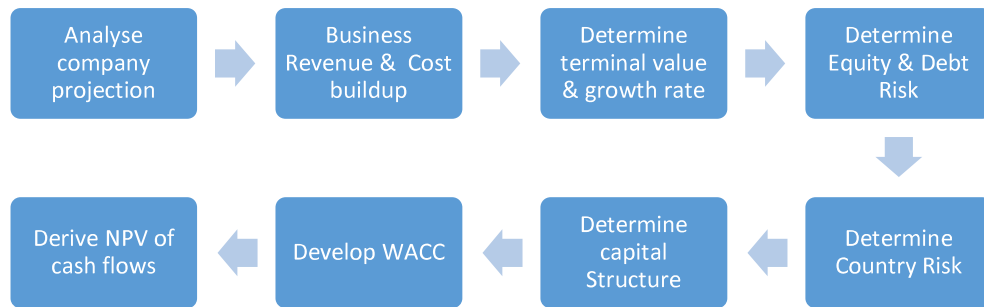 Analyse
company
projection
Business
Revenue & Cost
buildup
Determine
terminal value
& growth rate
Determine
Equity & Debt
Risk
Determine
Country Risk
Determine
capital
Structure
Develop WACC
Derive NPV of
cash flows